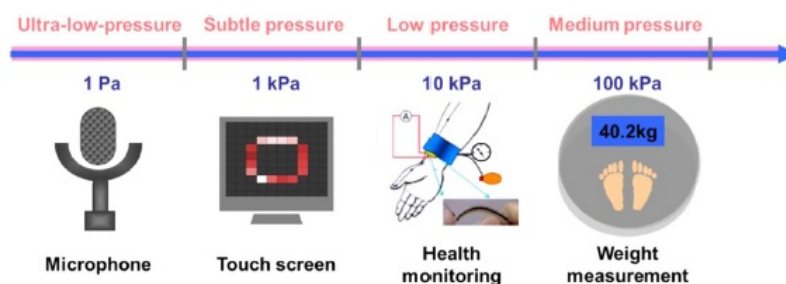 Ultra-low-pressure Subtle pressure Low pressure Medium pressure
1 Pa 1 kPa 10 kPa 100 kPa
A
40.2kg
Microphone
Touch screen
Health
monitoring
Weight
measurement